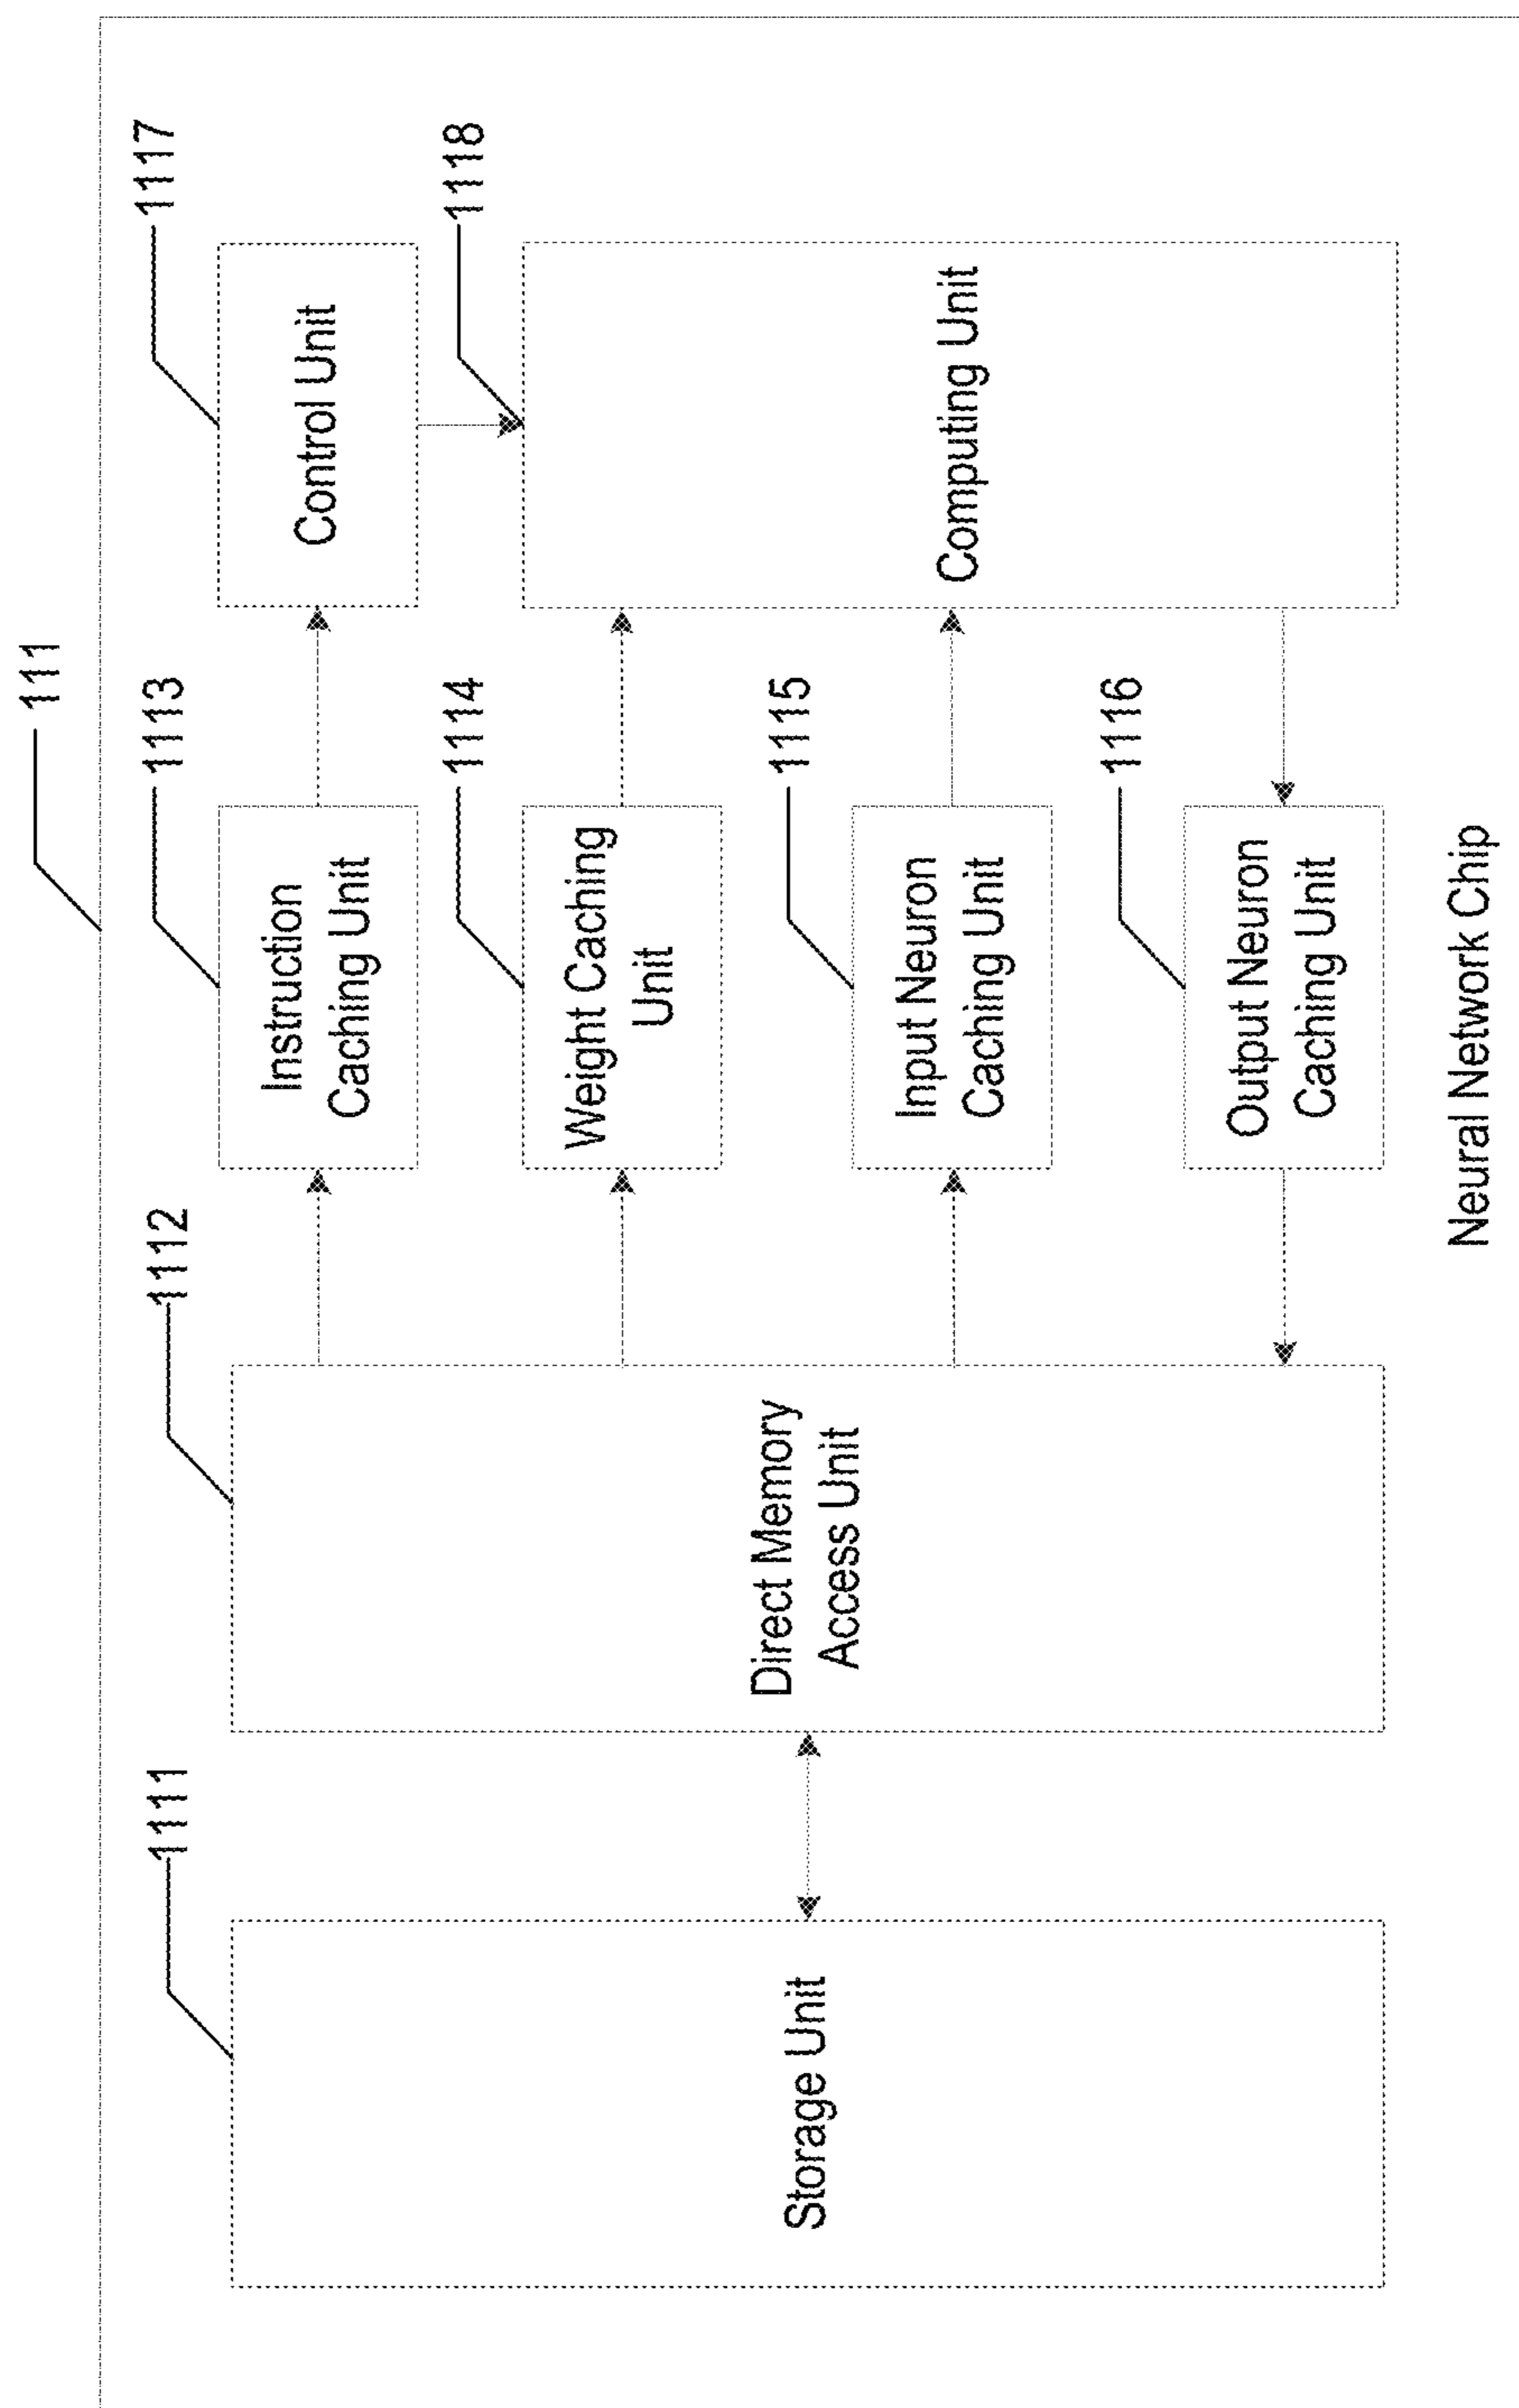 111
1111
1112
1113
1117
Storage Unit
Direct Memory
Access Unit
Instruction
Caching Unit
Control Unit
1114
1118
Weight Caching
Unit
Computing Unit
1115
Input Neuron
Caching Unit
1116
Output Neuron
Caching Unit
Neural Network Chip